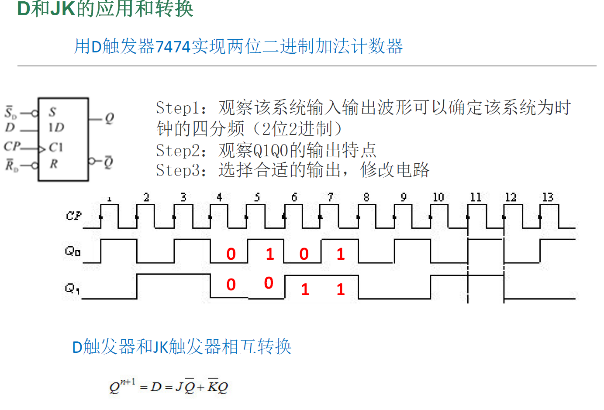 D和JK的应用和转换
用D触发器7474实现两位二进制加法计数器
S̅D S
D 1D Q
CP C1
R̅D R Q̅
Step1：观察该系统输入输出波形可以确定该系统为时
钟的四分频（2位2进制）
Step2：观察Q1Q0的输出特点
Step3：选择合适的输出，修改电路
1 2 3 4 5 6 7 8 9 10 11 12 13
CP
Q0 0 1 0 1
Q1 0 0 1 1
D触发器和JK触发器相互转换
Qⁿ⁺¹ = D = JQ̅ + K̅Q